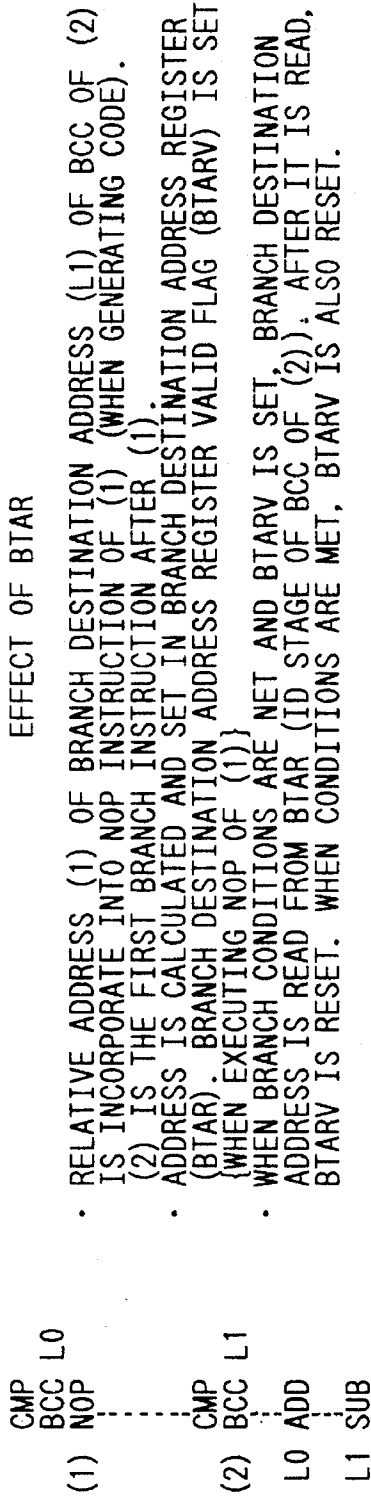 CMP
BCC L0
(1) NOP
CMP
(2) BCC L1
L0 ADD
L1 SUB
EFFECT OF BTAR
· RELATIVE ADDRESS (1) OF BRANCH DESTINATION ADDRESS (L1) OF BCC OF (2)
IS INCORPORATE INTO NOP INSTRUCTION OF (1) (WHEN GENERATING CODE).
(2) IS THE FIRST BRANCH INSTRUCTION AFTER (1).
· ADDRESS IS CALCULATED AND SET IN BRANCH DESTINATION ADDRESS REGISTER
(BTAR). BRANCH DESTINATION ADDRESS REGISTER VALID FLAG (BTARV) IS SET
{WHEN EXECUTING NOP OF (1)}
· WHEN BRANCH CONDITIONS ARE NET AND BTARV IS SET, BRANCH DESTINATION
ADDRESS IS READ FROM BTAR (ID STAGE OF BCC OF (2)). AFTER IT IS READ,
BTARV IS RESET. WHEN CONDITIONS ARE MET, BTARV IS ALSO RESET.